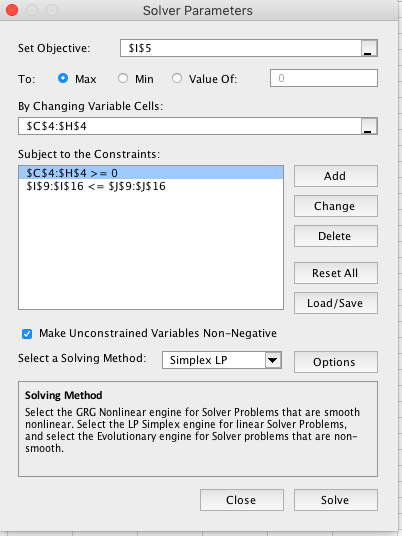 Solver Parameters
Set Objective: $I$5
To: Max Min Value Of: 0
By Changing Variable Cells:
$C$4:$H$4
Subject to the Constraints:
$C$4:$H$4 >= 0
$I$9:$I$16 <= $J$9:$J$16
Add
Change
Delete
Reset All
Load/Save
Make Unconstrained Variables Non-Negative
Select a Solving Method: Simplex LP Options
Solving Method
Select the GRG Nonlinear engine for Solver Problems that are smooth
nonlinear. Select the LP Simplex engine for linear Solver Problems,
and select the Evolutionary engine for Solver problems that are non-
smooth.
Close Solve